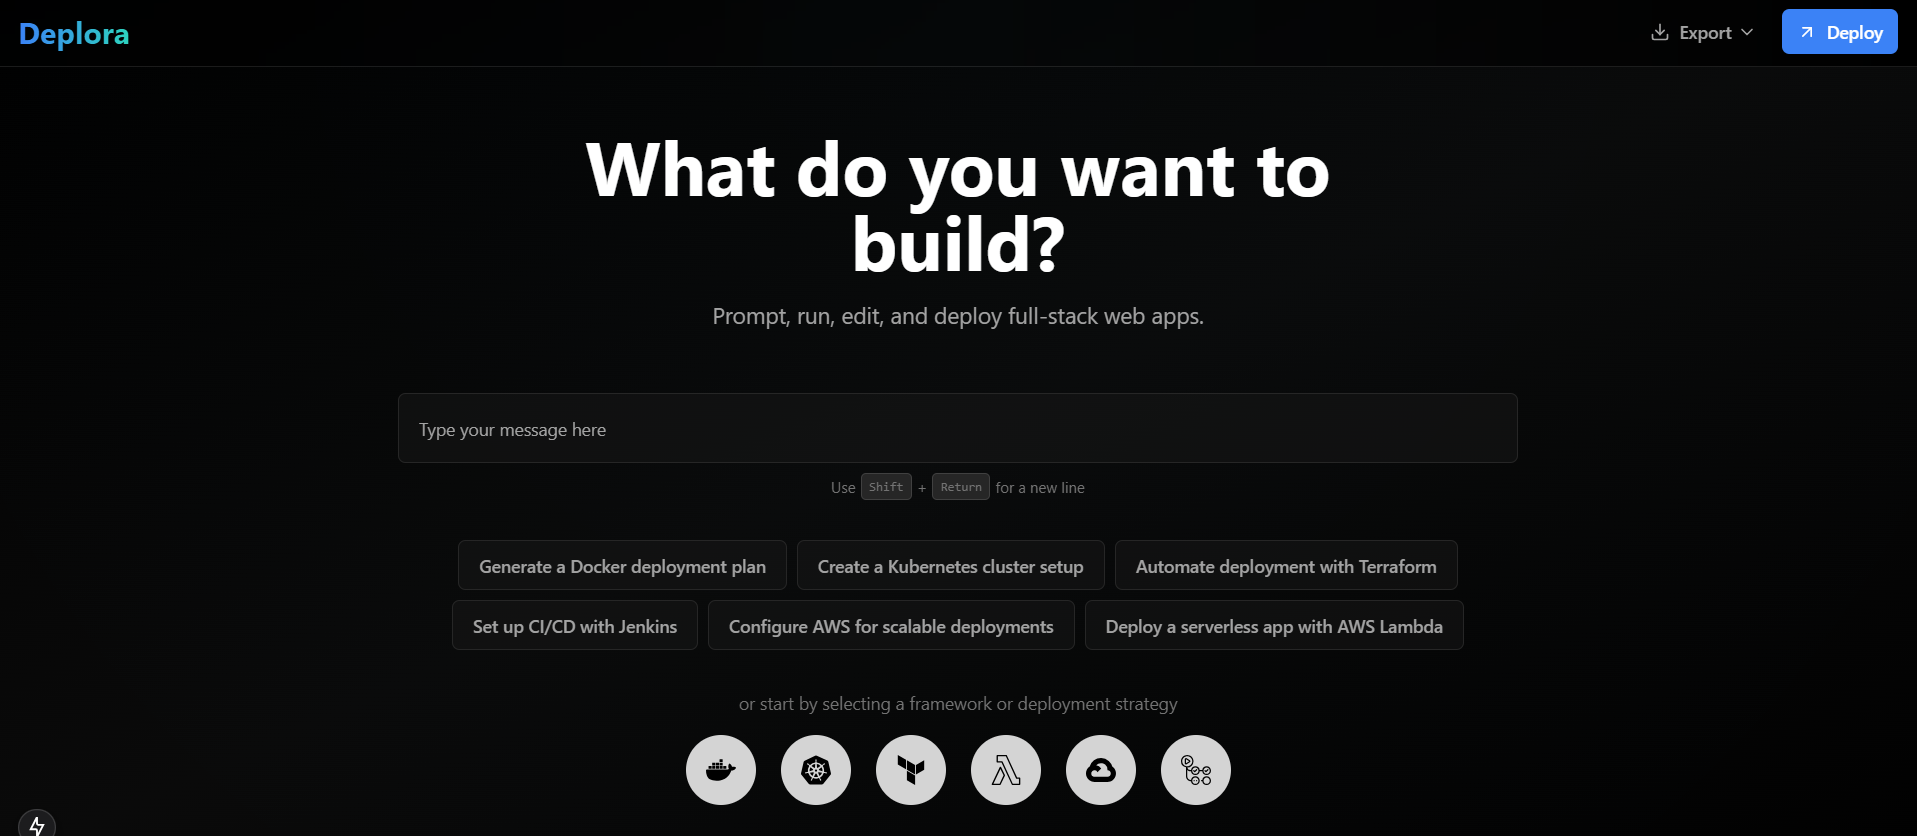 Deplora
Export
Deploy
What do you want to
build?
Prompt, run, edit, and deploy full-stack web apps.
Type your message here
Use Shift + Return for a new line
Generate a Docker deployment plan
Create a Kubernetes cluster setup
Automate deployment with Terraform
Set up CI/CD with Jenkins
Configure AWS for scalable deployments
Deploy a serverless app with AWS Lambda
or start by selecting a framework or deployment strategy